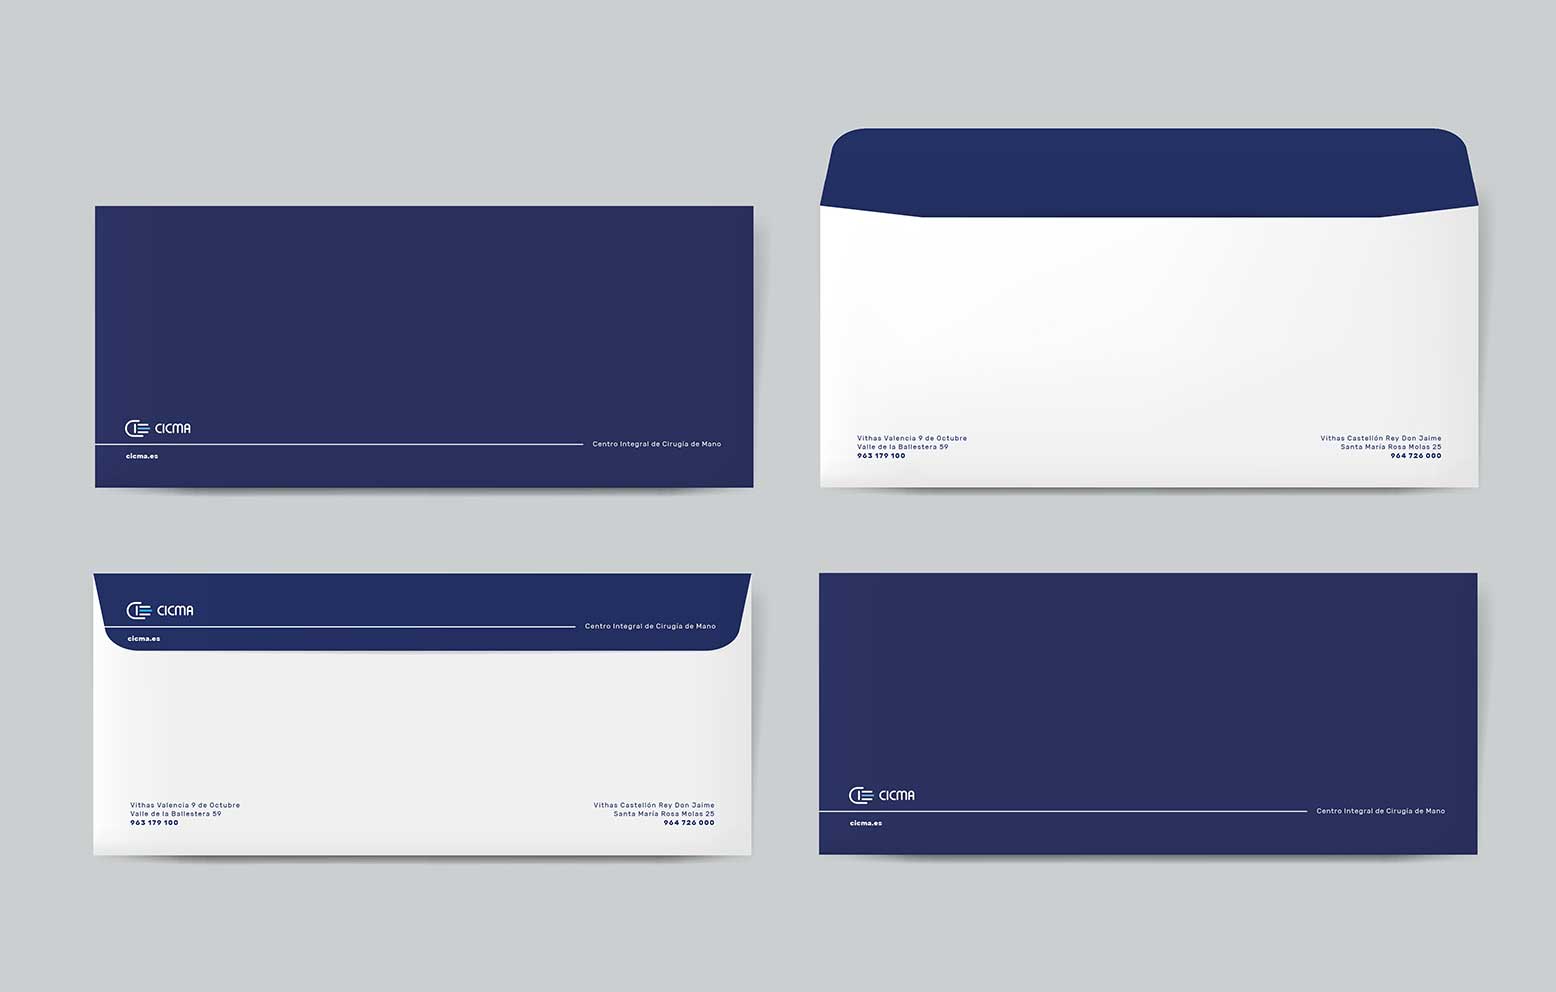 CICMA
Centro Integral de Cirugía de Mano
cicma.es
Vithas Valencia 9 de Octubre
Valle de la Ballestera 59
963 179 100
Vithas Castellón Rey Don Jaime
Santa María Rosa Molas 25
964 726 000
CICMA
Centro Integral de Cirugía de Mano
cicma.es
Vithas Valencia 9 de Octubre
Valle de la Ballestera 59
963 179 100
Vithas Castellón Rey Don Jaime
Santa María Rosa Molas 25
964 726 000
CICMA
Centro Integral de Cirugía de Mano
cicma.es